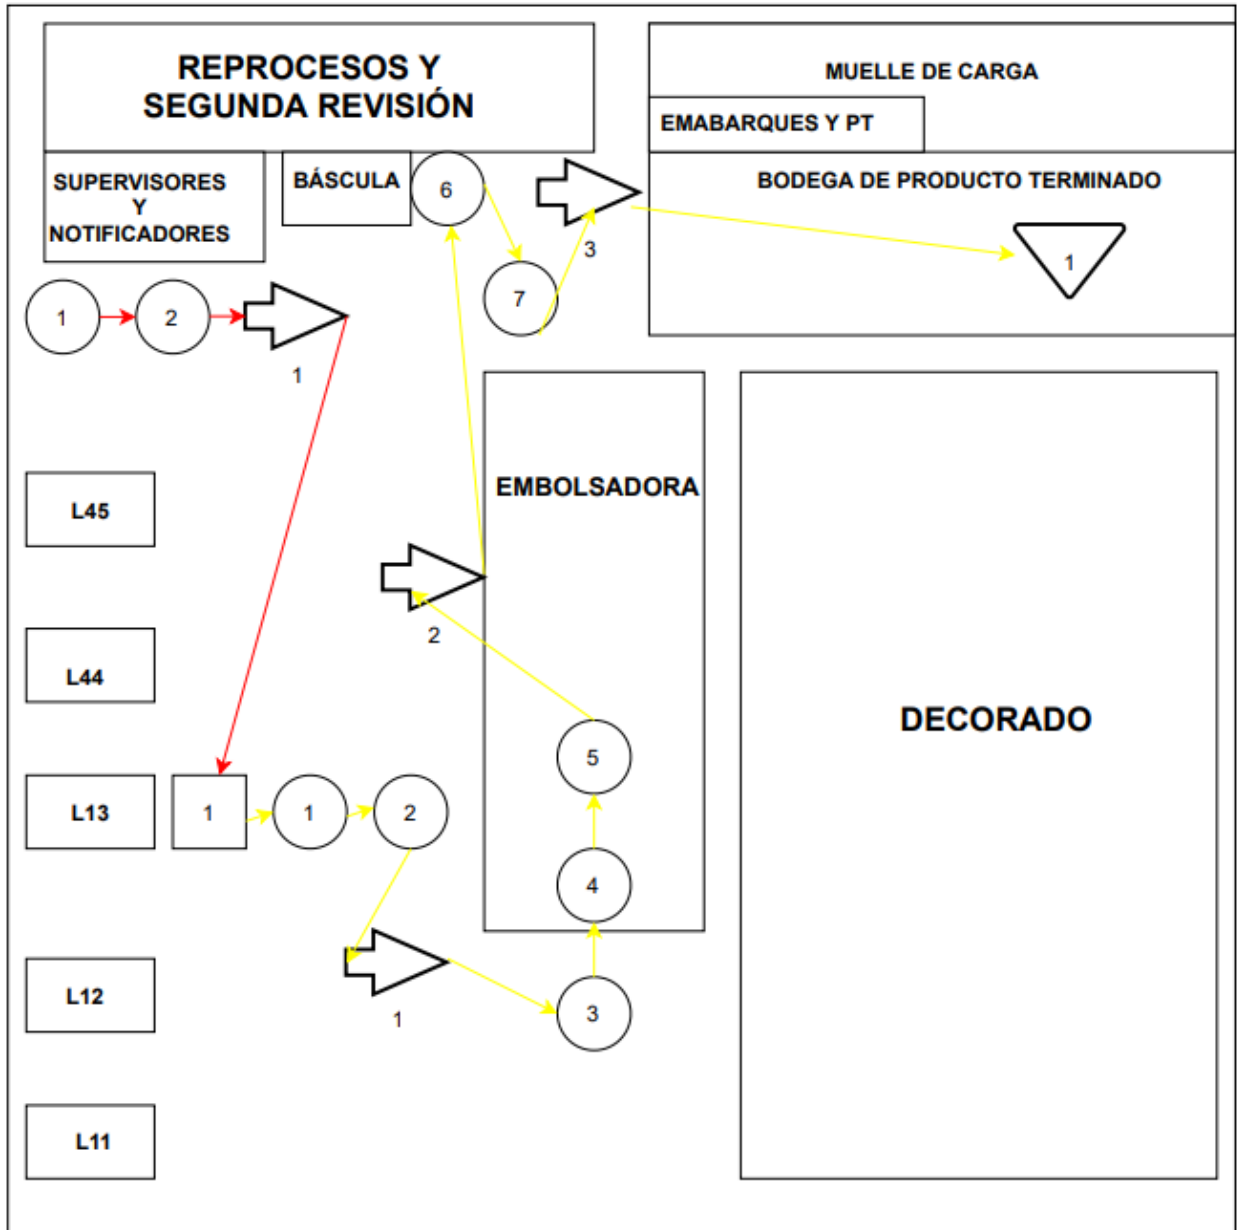 REPROCESOS Y
SEGUNDA REVISIÓN
MUELLE DE CARGA
EMABARQUES Y PT
SUPERVISORES
Y
NOTIFICADORES
BÁSCULA
6
BODEGA DE PRODUCTO TERMINADO
3
1
7
1
2
1
L45
EMBOLSADORA
2
L44
DECORADO
5
L13
1
1
2
4
L12
1
3
L11